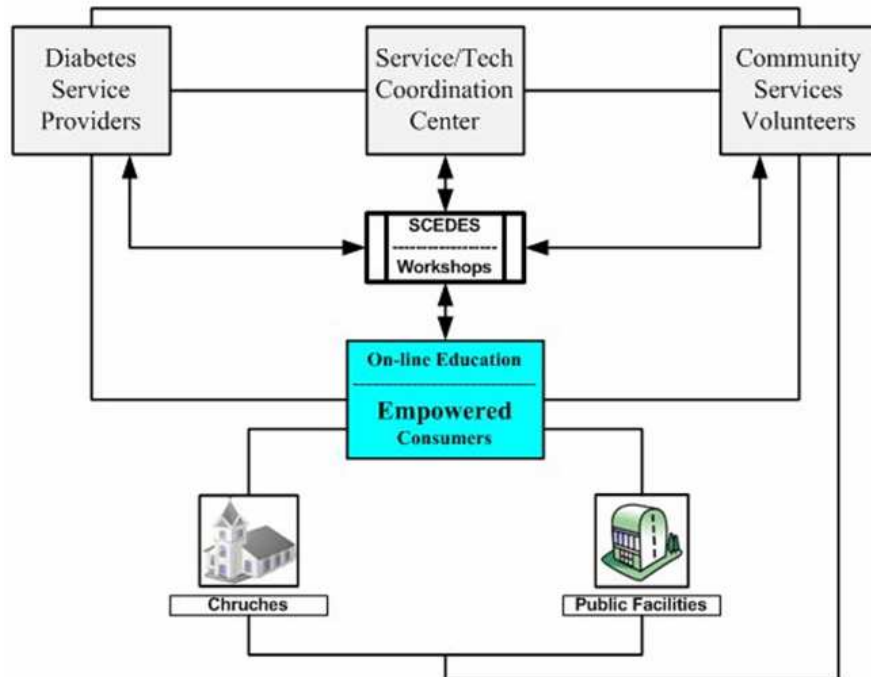 Diabetes
Service
Providers
Service/Tech
Coordination
Center
Community
Services
Volunteers
SCEDES
Workshops
On-line Education
Empowered
Consumers
Chruches
Public Facilities